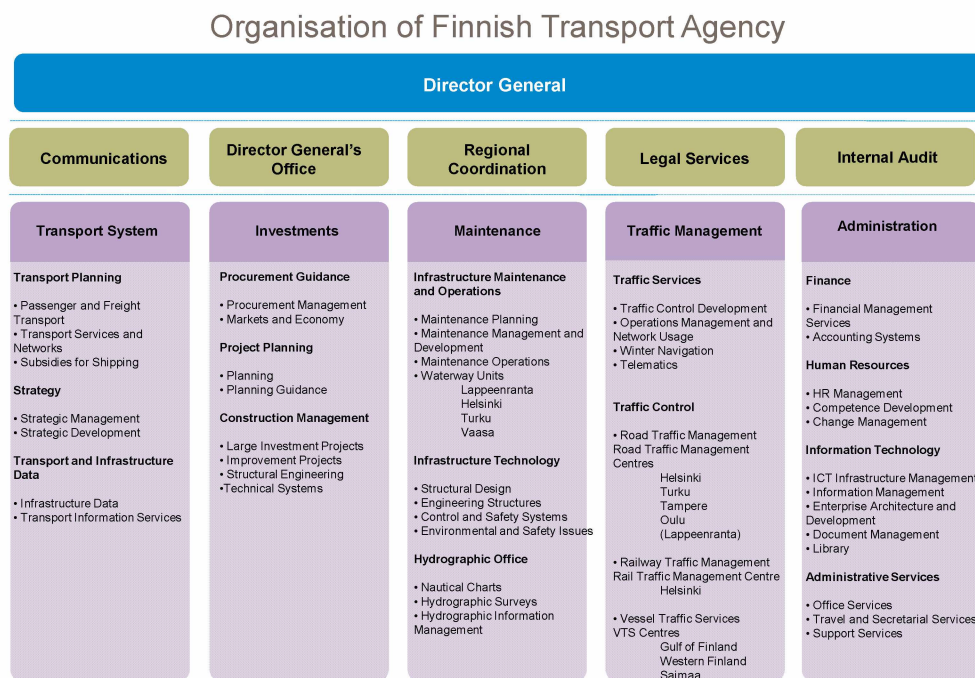 Organisation of Finnish Transport Agency
Director General
Communications
Director General's
Office
Regional
Coordination
Legal Services
Internal Audit
Transport System
Transport Planning
• Passenger and Freight
Transport
• Transport Services and
Networks
• Subsidies for Shipping
Strategy
• Strategic Management
• Strategic Development
Transport and Infrastructure
Data
• Infrastructure Data
• Transport Information Services
Investments
Procurement Guidance
• Procurement Management
• Markets and Economy
Project Planning
• Planning
• Planning Guidance
Construction Management
• Large Investment Projects
• Improvement Projects
• Structural Engineering
•Technical Systems
Maintenance
Infrastructure Maintenance
and Operations
• Maintenance Planning
• Maintenance Management and
Development
• Maintenance Operations
• Waterway Units
Lappeenranta
Helsinki
Turku
Vaasa
Infrastructure Technology
• Structural Design
• Engineering Structures
• Control and Safety Systems
• Environmental and Safety Issues
Hydrographic Office
• Nautical Charts
• Hydrographic Surveys
• Hydrographic Information
Management
Traffic Management
Traffic Services
• Traffic Control Development
• Operations Management and
Network Usage
• Winter Navigation
• Telematics
Traffic Control
• Road Traffic Management
Road Traffic Management
Centres
Helsinki
Turku
Tampere
Oulu
(Lappeenranta)
• Railway Traffic Management
Rail Traffic Management Centre
Helsinki
• Vessel Traffic Services
VTS Centres
Gulf of Finland
Western Finland
Saimaa
Administration
Finance
• Financial Management
Services
• Accounting Systems
Human Resources
• HR Management
• Competence Development
• Change Management
Information Technology
• ICT Infrastructure Management
• Information Management
• Enterprise Architecture and
Development
• Document Management
• Library
Administrative Services
• Office Services
• Travel and Secretarial Services
• Support Services